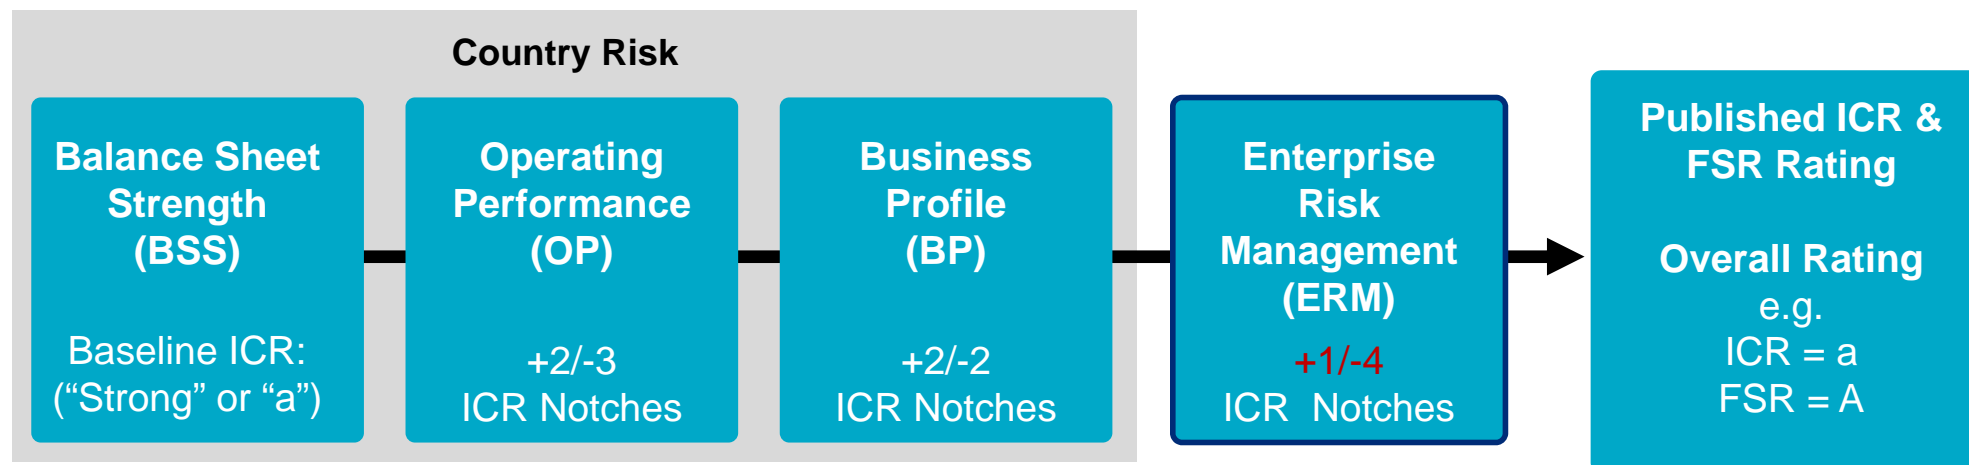 Country Risk
Balance Sheet
Strength
(BSS)
Baseline ICR:
(“Strong” or “a”)
Operating
Performance
(OP)
+2/-3
ICR Notches
Business
Profile
(BP)
+2/-2
ICR Notches
Enterprise
Risk
Management
(ERM)
+1/-4
ICR  Notches
Published ICR &
FSR Rating
Overall Rating
e.g.
ICR = a
FSR = A